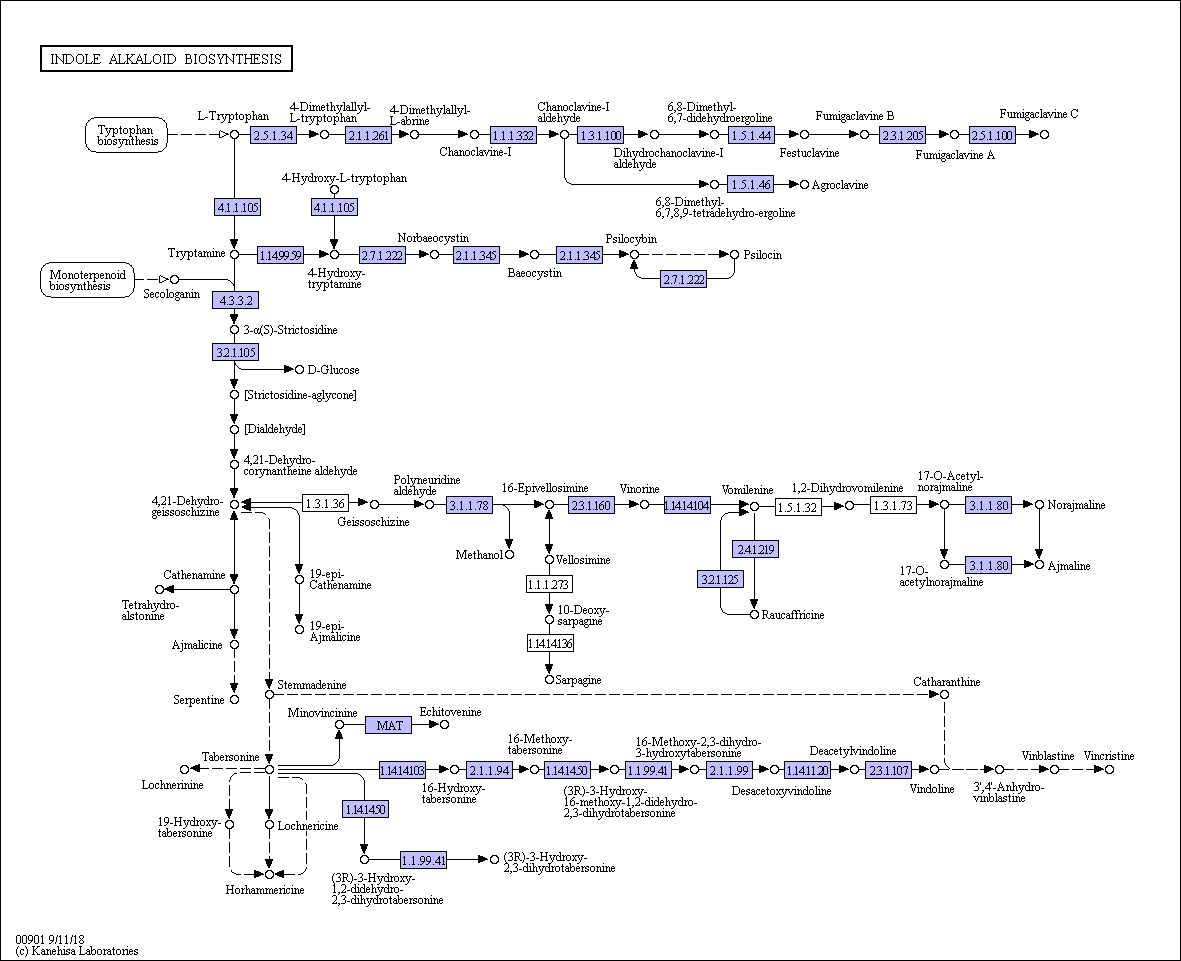 INDOLE ALKALOID BIOSYNTHESIS
Typtophan
biosynthesis
L-Tryptophan
2.5.1.34
4-Dimethylallyl-
L-tryptophan
2.1.1.261
4-Dimethylallyl-
L-abrine
Chanoclavine-I
1.1.1.332
Chanoclavine-I
aldehyde
1.3.1.100
Dihydrochanoclavine-I
aldehyde
6,8-Dimethyl-
6,7-didehydroergoline
1.5.1.44
Festuclavine
Fumigaclavine B
2.3.1.205
Fumigaclavine A
2.5.1.100
Fumigaclavine C
1.5.1.46
Agroclavine
6,8-Dimethyl-
6,7,8,9-tetradehydro-ergoline
4-Hydroxy-L-tryptophan
4.1.1.105
4.1.1.105
Tryptamine
1.14.99.59
4-Hydroxy-
tryptamine
2.7.1.222
Norbaeocystin
2.1.1.345
Baeocystin
2.1.1.345
Psilocybin
Psilocin
2.7.1.222
Monoterpenoid
biosynthesis
Secologanin
4.3.3.2
3-α(S)-Strictosidine
3.2.1.105
D-Glucose
[Strictosidine-aglycone]
[Dialdehyde]
4,21-Dehydro-
corynantheine aldehyde
4,21-Dehydro-
geissoschizine
1.3.1.36
Geissoschizine
Polyneuridine
aldehyde
3.1.1.78
16-Epivellosimine
2.3.1.160
Vinorine
1.14.14.104
Vomilenine
1.5.1.32
1,2-Dihydrovomilenine
1.3.1.73
17-O-Acetyl-
norajmaline
3.1.1.80
Norajmaline
Methanol
Vellosimine
2.4.1.219
3.2.1.125
Raucaffricine
17-O-
acetylnorajmaline
3.1.1.80
Ajmaline
1.1.1.273
10-Deoxy-
sarpagine
1.14.14.136
Sarpagine
Cathenamine
Tetrahydro-
alstonine
19-epi-
Cathenamine
19-epi-
Ajmalicine
Ajmalicine
Serpentine
Stemmadenine
Catharanthine
Minovincinine
MAT
Echitovenine
Tabersonine
Lochnerinine
1.14.14.103
16-Hydroxy-
tabersonine
2.1.1.94
16-Methoxy-
tabersonine
1.14.14.50
(3R)-3-Hydroxy-
16-methoxy-1,2-didehydro-
2,3-dihydrotabersonine
1.1.99.41
16-Methoxy-2,3-dihydro-
3-hydroxytabersonine
2.1.1.99
Desacetoxyvindoline
1.14.11.20
Deacetylvindoline
2.3.1.107
Vindoline
3',4'-Anhydro-
vinblastine
Vinblastine
Vincristine
1.14.14.50
19-Hydroxy-
tabersonine
Lochnericine
Horhammericine
1.1.99.41
(3R)-3-Hydroxy-
1,2-didehydro-
2,3-dihydrotabersonine
(3R)-3-Hydroxy-
2,3-dihydrotabersonine
00901 9/11/18
(c) Kanehisa Laboratories